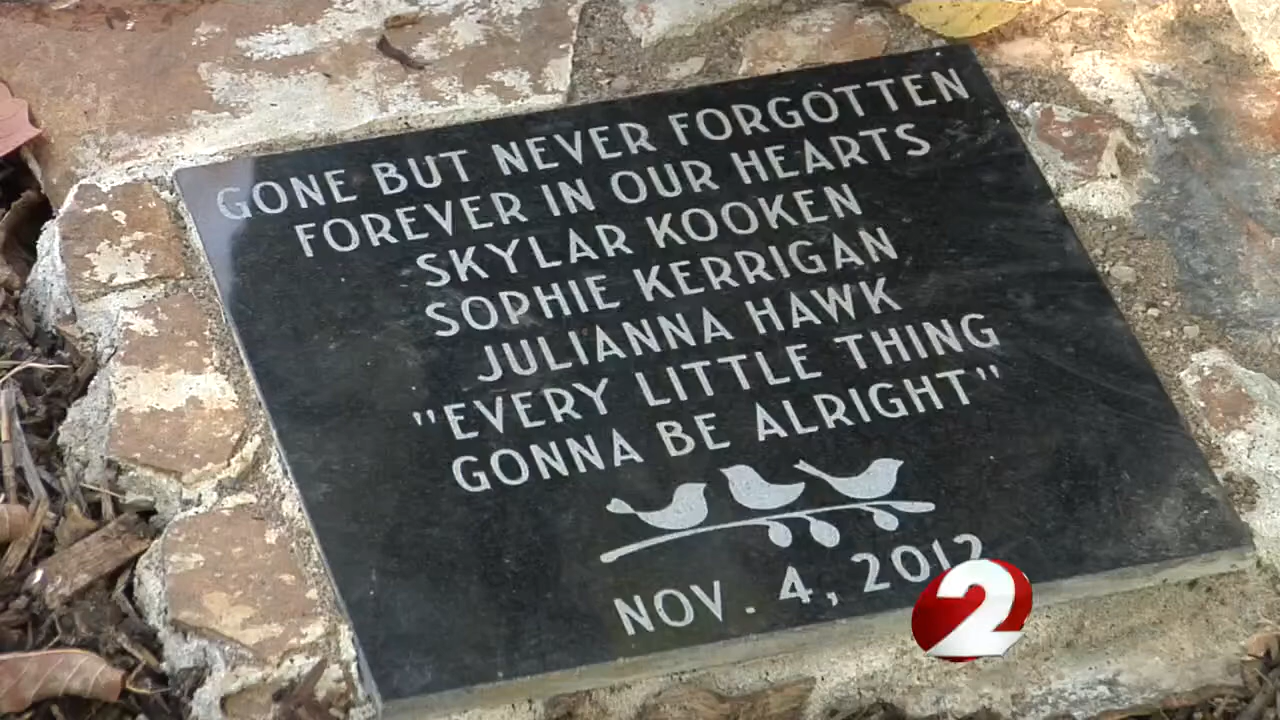 GONE BUT NEVER FORGOTTEN
FOREVER IN OUR HEARTS
SKYLAR KOOKEN
SOPHIE KERRIGAN
JULIANNA HAWK
"EVERY LITTLE THING
GONNA BE ALRIGHT"
NOV. 4, 2012
2